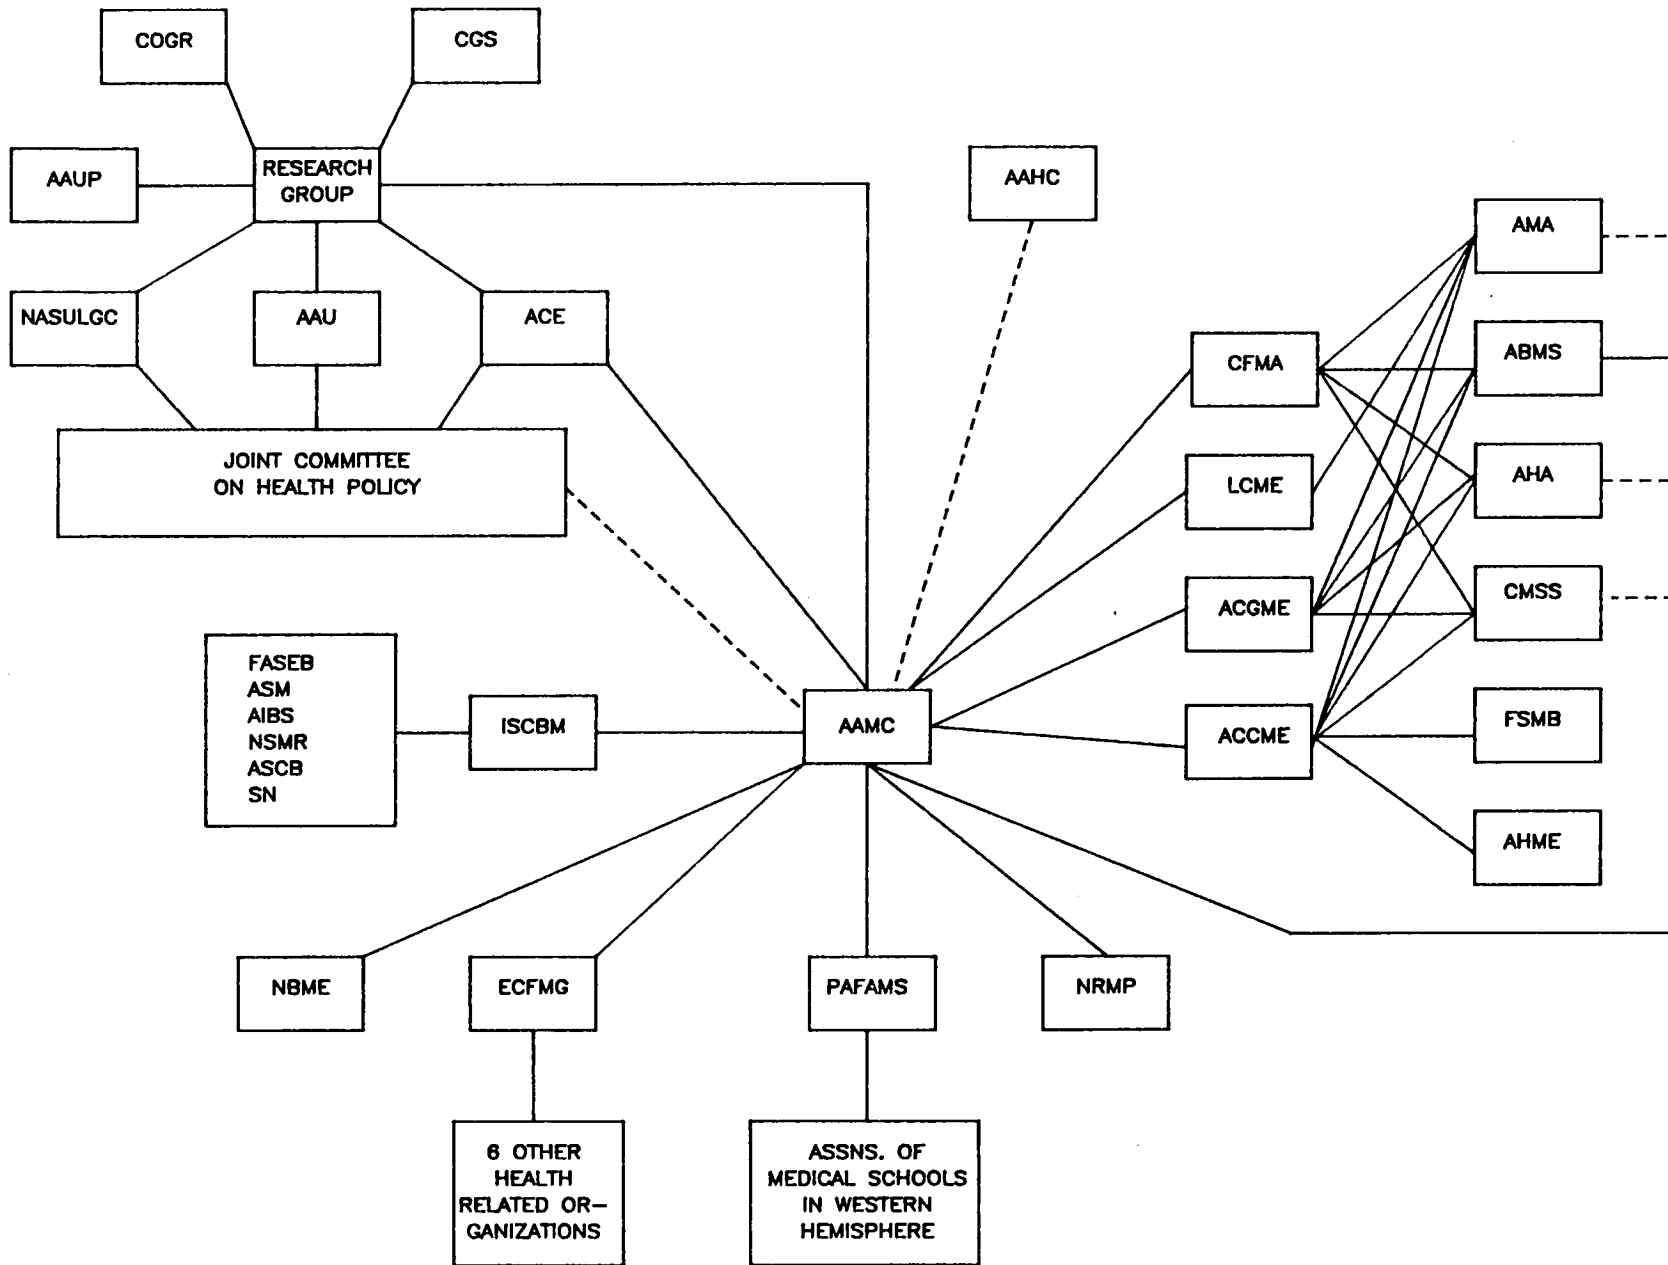 COGR
CGS
AAUP
RESEARCH
GROUP
AAHC
AMA
NASULGC
AAU
ACE
ABMS
CFMA
JOINT COMMITTEE
ON HEALTH POLICY
LCME
AHA
ACGME
CMSS
FASEB
ASM
AIBS
NSMR
ASCB
SN
ISCBM
AAMC
ACCME
FSMB
AHME
NBME
ECFMG
PAFAMS
NRMP
6 OTHER
HEALTH
RELATED OR-
GANIZATIONS
ASSNS. OF
MEDICAL SCHOOLS
IN WESTERN
HEMISPHERE